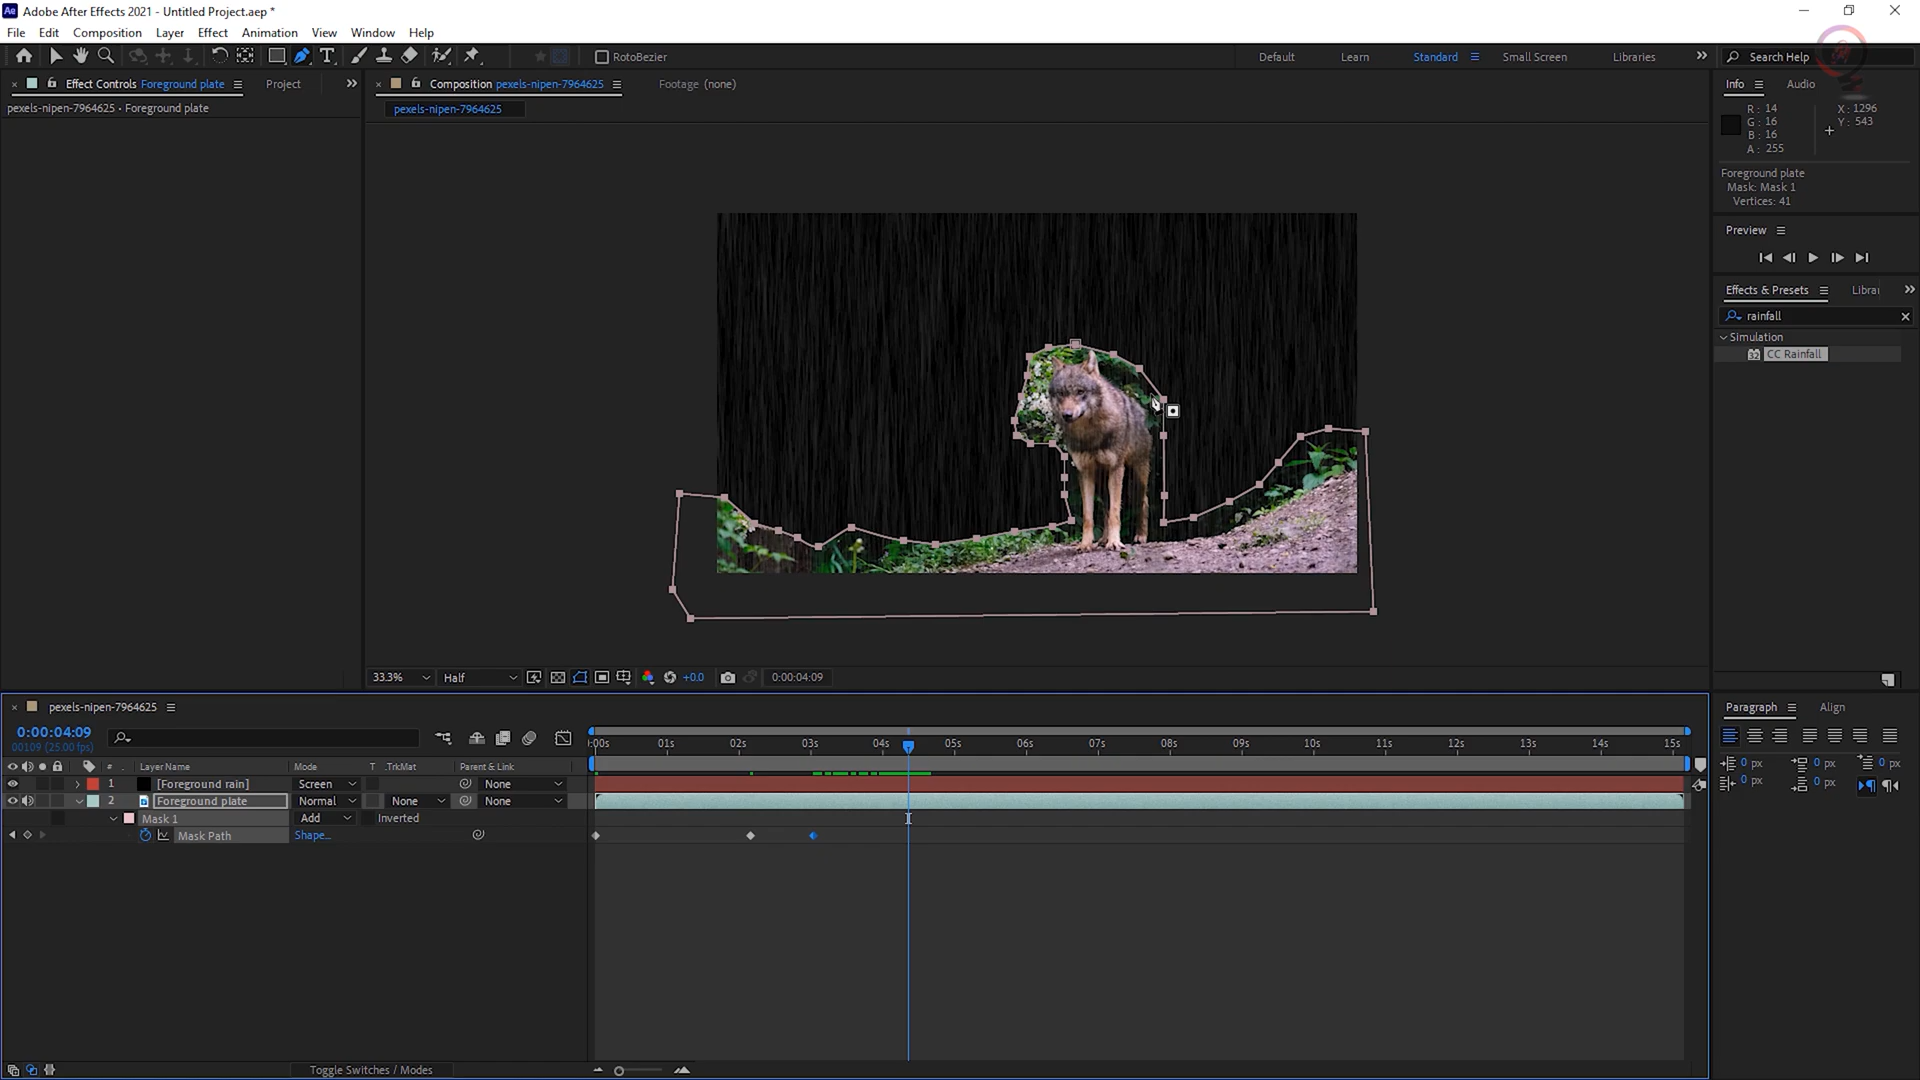 Adobe After Effects 2021 - Untitled Project.aep *
File Edit Composition Layer Effect Animation View Window Help
RotoBezier
Default Learn Standard Small Screen Libraries
Search Help
Effect Controls Foreground plate
Project
Composition pexels-nipen-7964625
Footage (none)
Info Audio
pexels-nipen-7964625 • Foreground plate
pexels-nipen-7964625
R: 14
G: 16
B: 16
A: 255
X: 1296
Y: 543
Foreground plate
Mask: Mask 1
Vertices: 41
Preview
Effects & Presets
Librar
rainfall
Simulation
CC Rainfall
33.3%
Half
+0.0
0:00:04:09
pexels-nipen-7964625
0:00:04:09
00109 (25.00 fps)
:00s 01s 02s 03s 04s 05s 06s 07s 08s 09s 10s 11s 12s 13s 14s 15s
# Layer Name Mode T .TrkMat Parent & Link
1 [Foreground rain] Screen None
2 Foreground plate Normal None None
Mask 1 Add Inverted
Mask Path Shape...
Toggle Switches / Modes
Paragraph Align
0 px 0 px 0 px
0 px 0 px